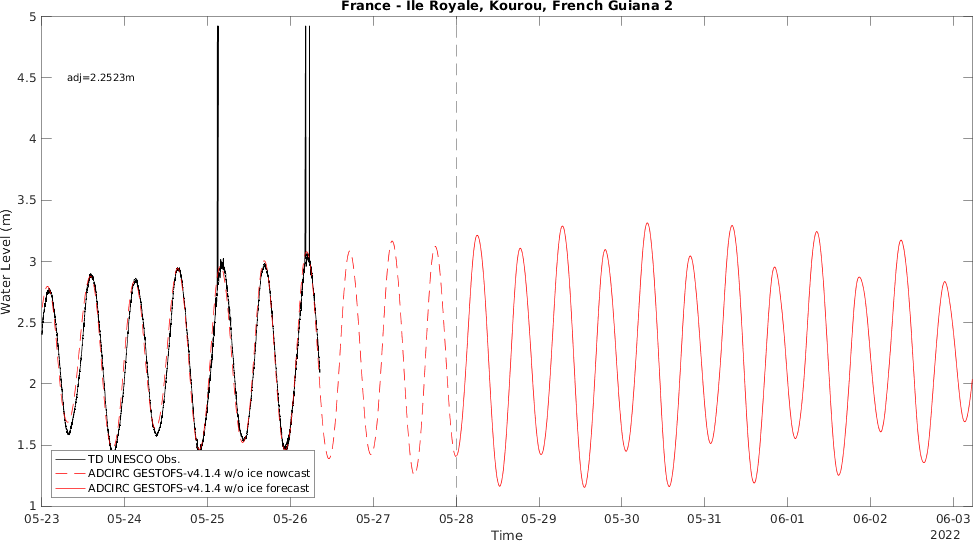 France - Ile Royale, Kourou, French Guiana 2
5
4.5
4
3.5
3
2.5
2
1.5
1
Water Level (m)
adj=2.2523m
TD UNESCO Obs.
ADCIRC GESTOFS-v4.1.4 w/o ice nowcast
ADCIRC GESTOFS-v4.1.4 w/o ice forecast
05-23 05-24 05-25 05-26 05-27 05-28 05-29 05-30 05-31 06-01 06-02 06-03
Time
2022